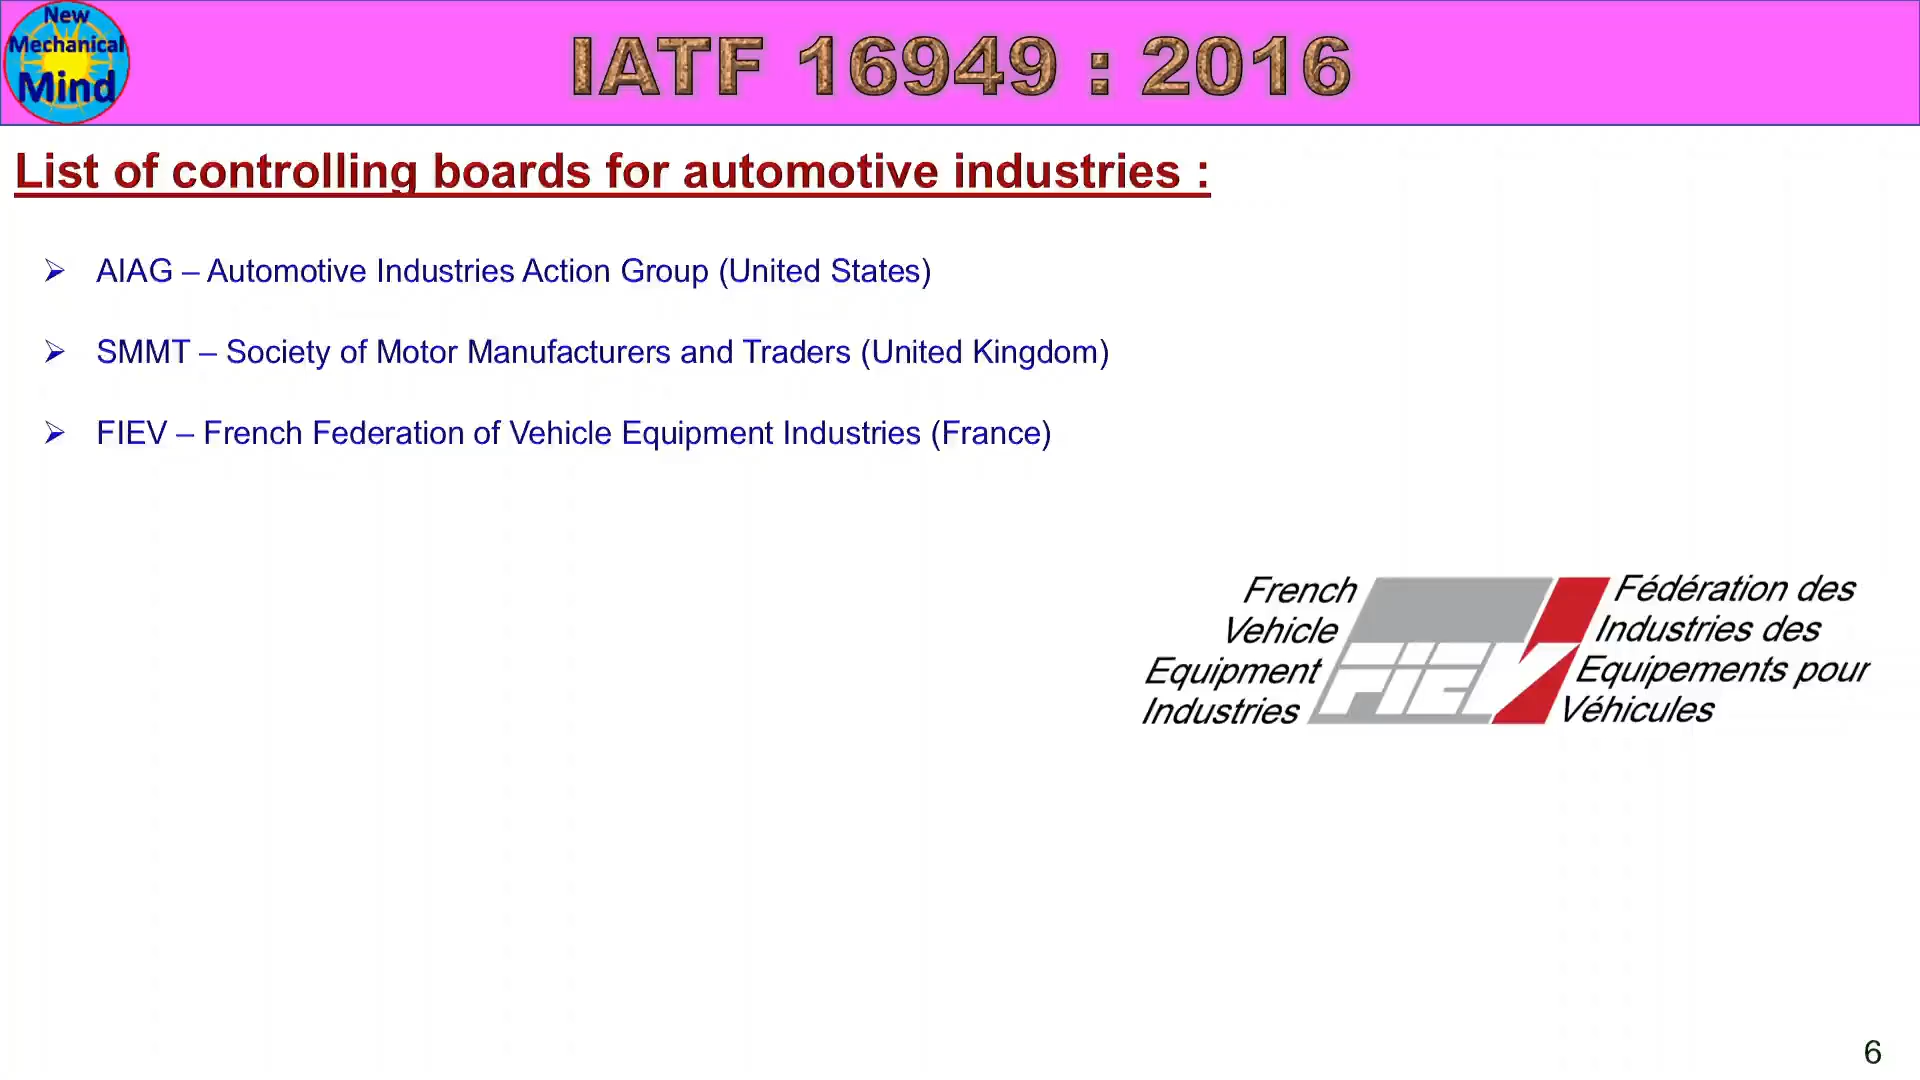 New
Mechanical
Mind
IATF 16949 : 2016
List of controlling boards for automotive industries :
➢ AIAG – Automotive Industries Action Group (United States)
➢ SMMT – Society of Motor Manufacturers and Traders (United Kingdom)
➢ FIEV – French Federation of Vehicle Equipment Industries (France)
French
Vehicle
Equipment
Industries
FIEV
Fédération des
Industries des
Equipements pour
Véhicules
6